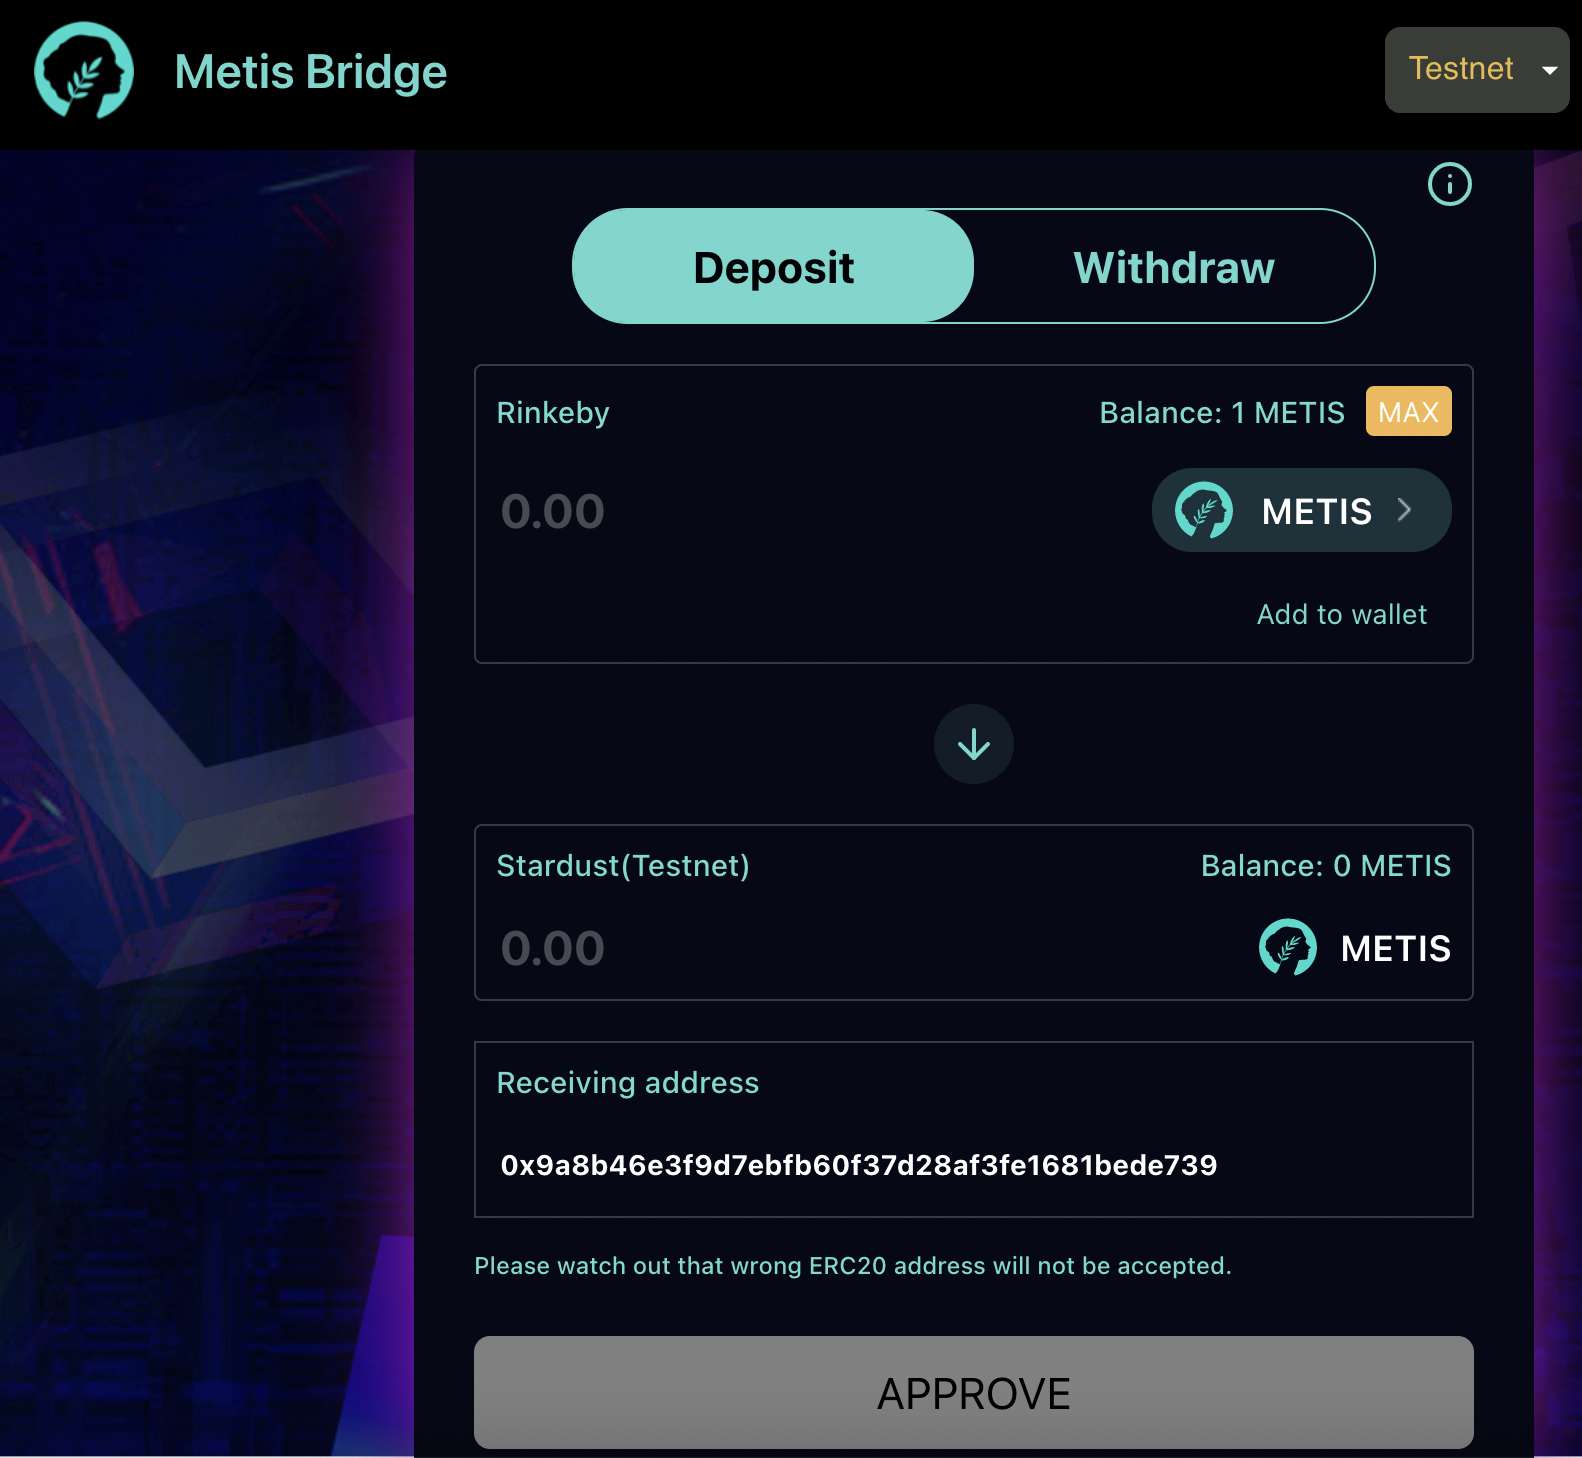 Metis Bridge
Testnet
Deposit
Withdraw
Rinkeby
Balance: 1 METIS
MAX
0.00
METIS
Add to wallet
Stardust(Testnet)
Balance: 0 METIS
0.00
METIS
Receiving address
0x9a8b46e3f9d7ebfb60f37d28af3fe1681bede739
Please watch out that wrong ERC20 address will not be accepted.
APPROVE